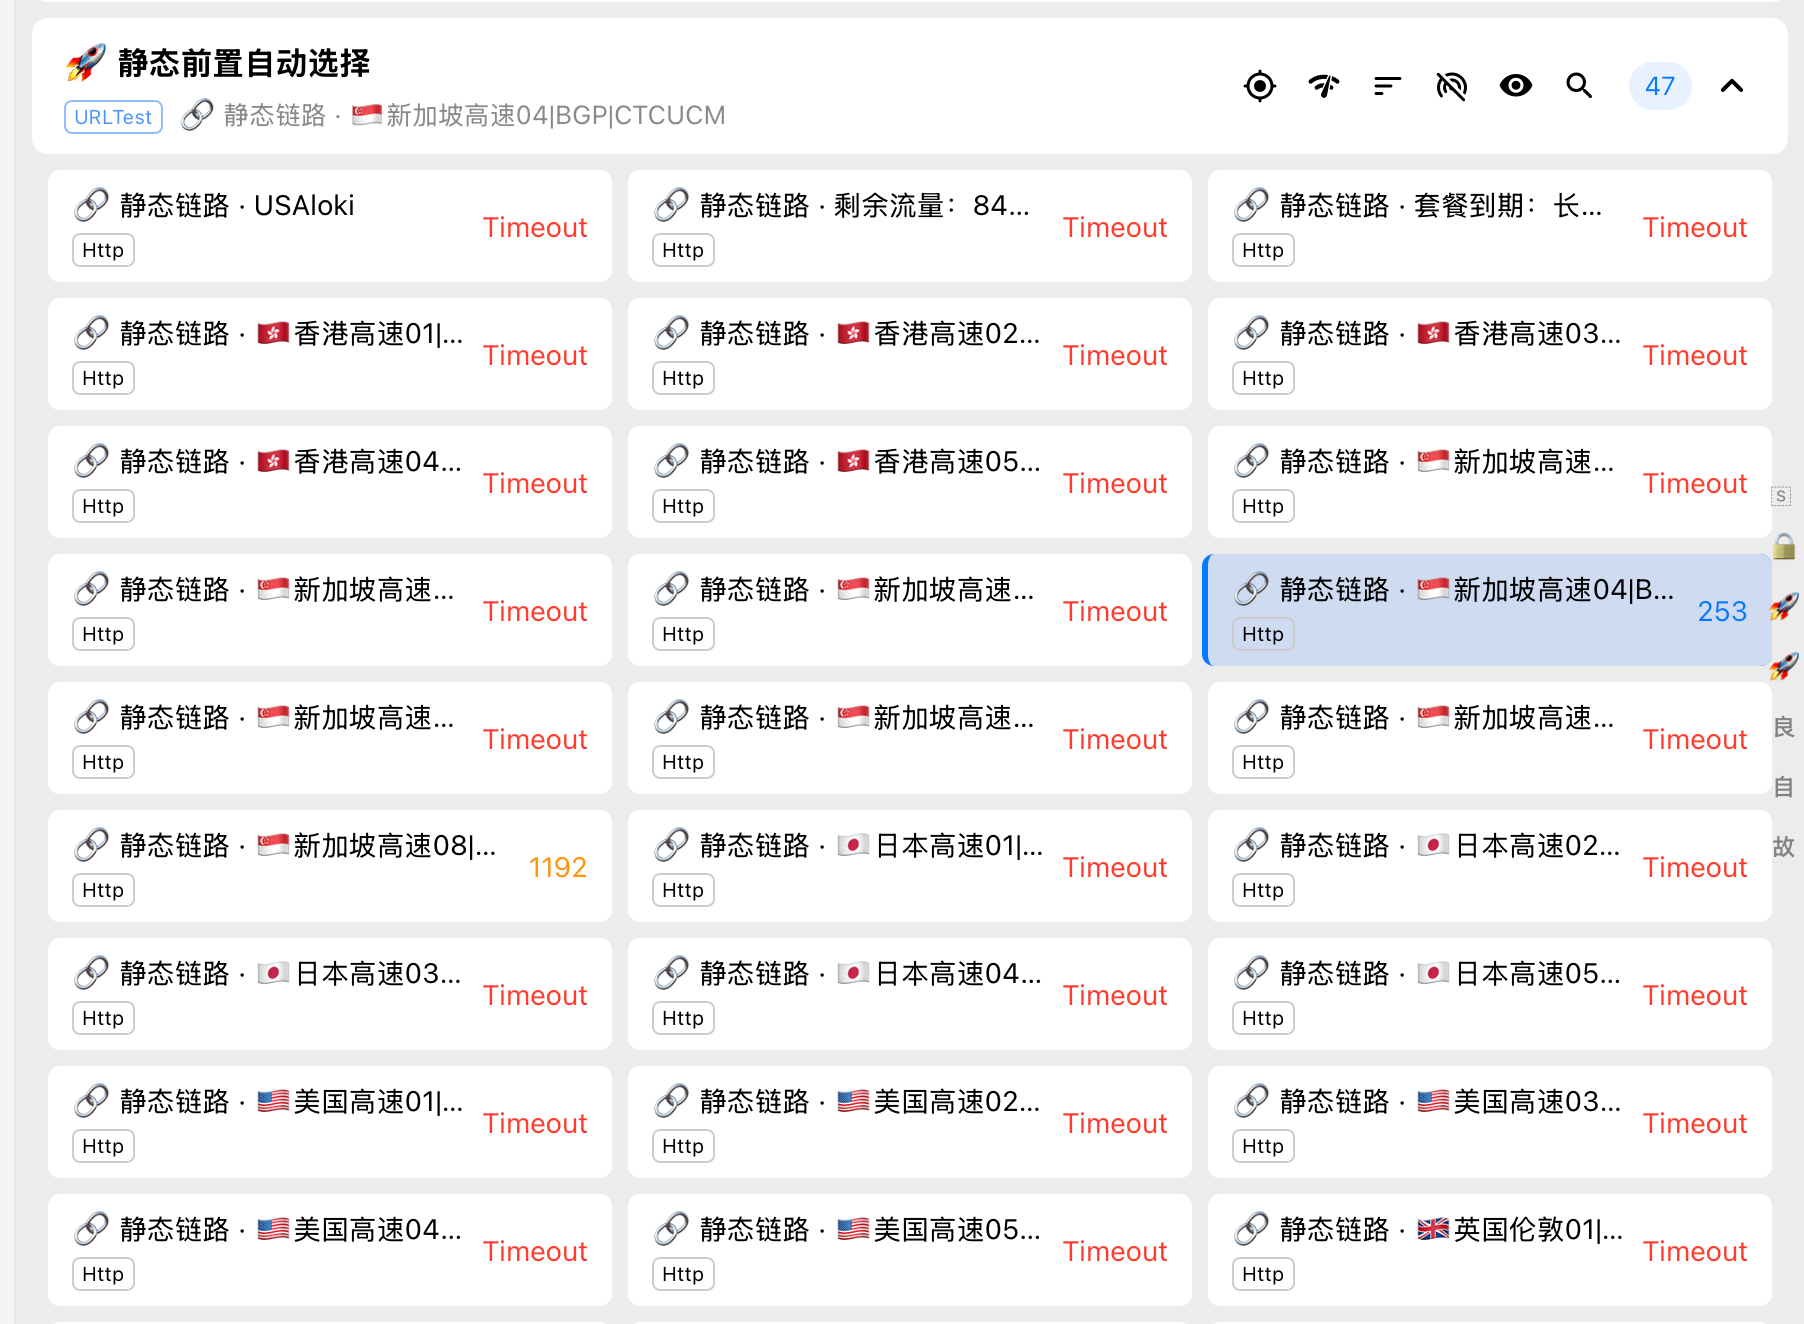 静态前置自动选择
URLTest 静态链路 · 新加坡高速04|BGP|CTCUCM
47
静态链路 · USAloki
Http
Timeout
静态链路 · 剩余流量：84...
Http
Timeout
静态链路 · 套餐到期：长...
Http
Timeout
静态链路 · 香港高速01|...
Http
Timeout
静态链路 · 香港高速02...
Http
Timeout
静态链路 · 香港高速03...
Http
Timeout
静态链路 · 香港高速04...
Http
Timeout
静态链路 · 香港高速05...
Http
Timeout
静态链路 · 新加坡高速...
Http
Timeout
静态链路 · 新加坡高速...
Http
Timeout
静态链路 · 新加坡高速...
Http
Timeout
静态链路 · 新加坡高速04|B...
Http
253
静态链路 · 新加坡高速...
Http
Timeout
静态链路 · 新加坡高速...
Http
Timeout
静态链路 · 新加坡高速...
Http
Timeout
静态链路 · 新加坡高速08|...
Http
1192
静态链路 · 日本高速01|...
Http
Timeout
静态链路 · 日本高速02...
Http
Timeout
静态链路 · 日本高速03...
Http
Timeout
静态链路 · 日本高速04...
Http
Timeout
静态链路 · 日本高速05...
Http
Timeout
静态链路 · 美国高速01|...
Http
Timeout
静态链路 · 美国高速02...
Http
Timeout
静态链路 · 美国高速03...
Http
Timeout
静态链路 · 美国高速04...
Http
Timeout
静态链路 · 美国高速05...
Http
Timeout
静态链路 · 英国伦敦01|...
Http
Timeout
S
良
自
故